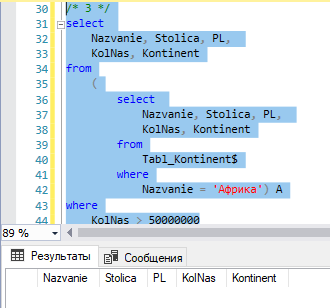 30 /* 3 */
31 select
32 Nazvanie, Stolica, PL,
33 KolNas, Kontinent
34 from
35 (
36 select
37 Nazvanie, Stolica, PL,
38 KolNas, Kontinent
39 from
40 Tabl_Kontinent$
41 where
42 Nazvanie = 'Африка') A
43 where
44 KolNas > 50000000
89 %
Результаты Сообщения
Nazvanie Stolica PL KolNas Kontinent